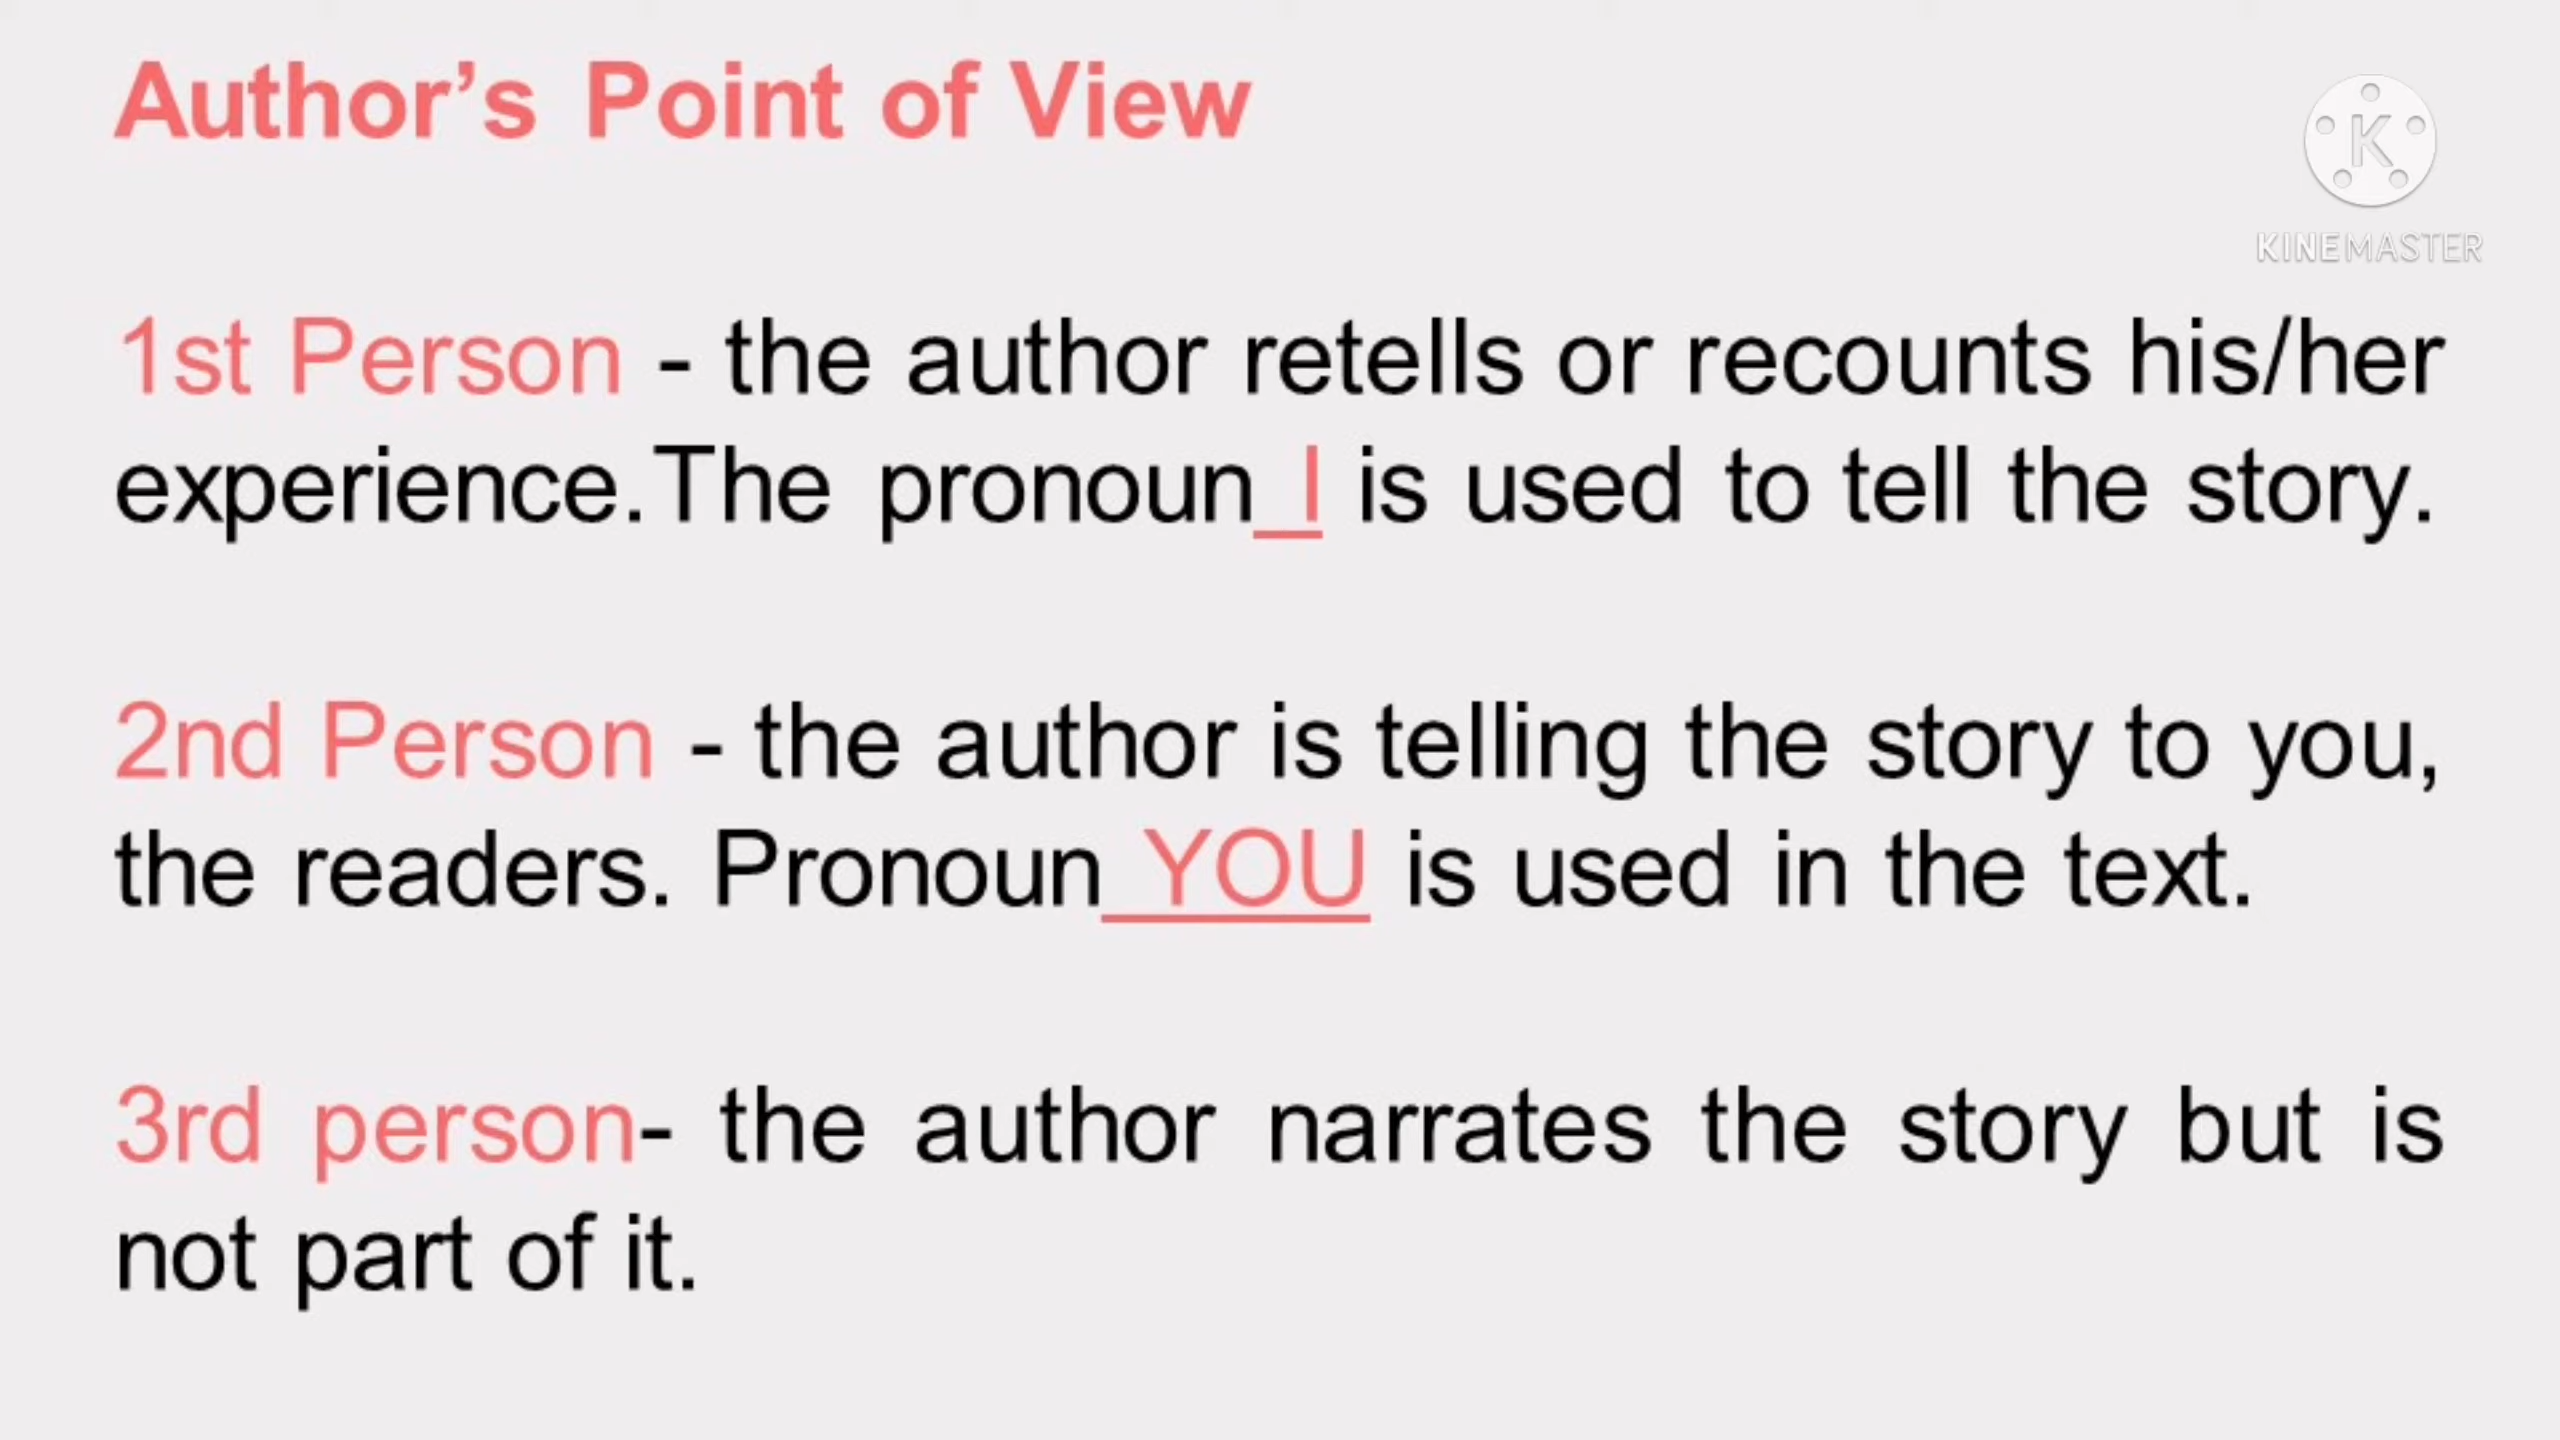 Author’s Point of View
K
KINEMASTER
1st Person - the author retells or recounts his/her
experience.The pronoun I is used to tell the story.
2nd Person - the author is telling the story to you,
the readers. Pronoun YOU is used in the text.
3rd person- the author narrates the story but is
not part of it.